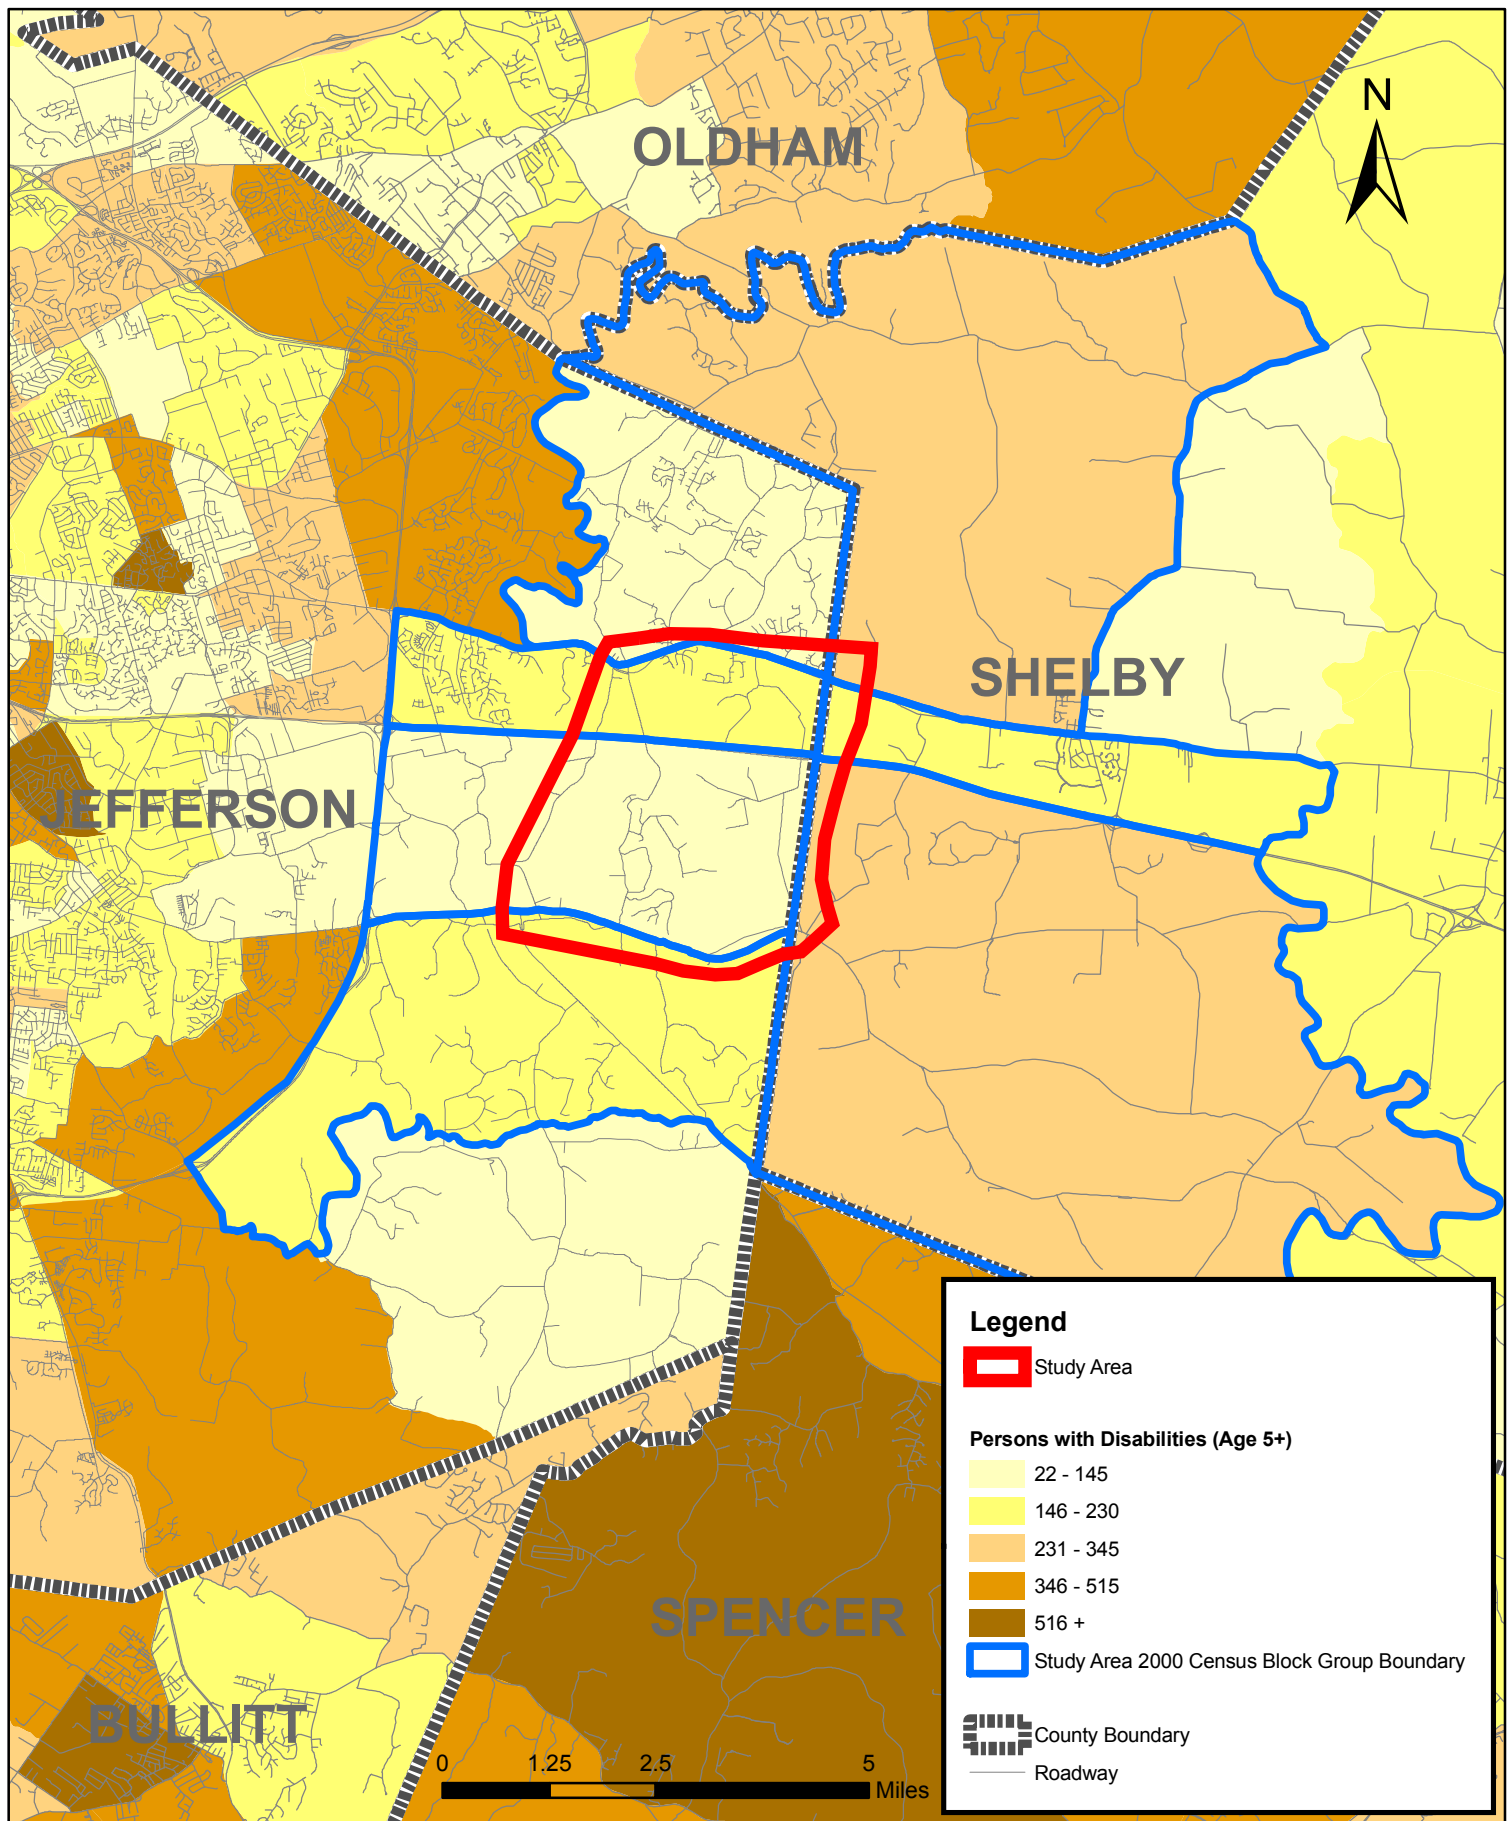 N
OLDHAM
SHELBY
JEFFERSON
SPENCER
BULLITT
0 1.25 2.5 5
Miles
Legend
Study Area
Persons with Disabilities (Age 5+)
22 - 145
146 - 230
231 - 345
346 - 515
516 +
Study Area 2000 Census Block Group Boundary
County Boundary
Roadway